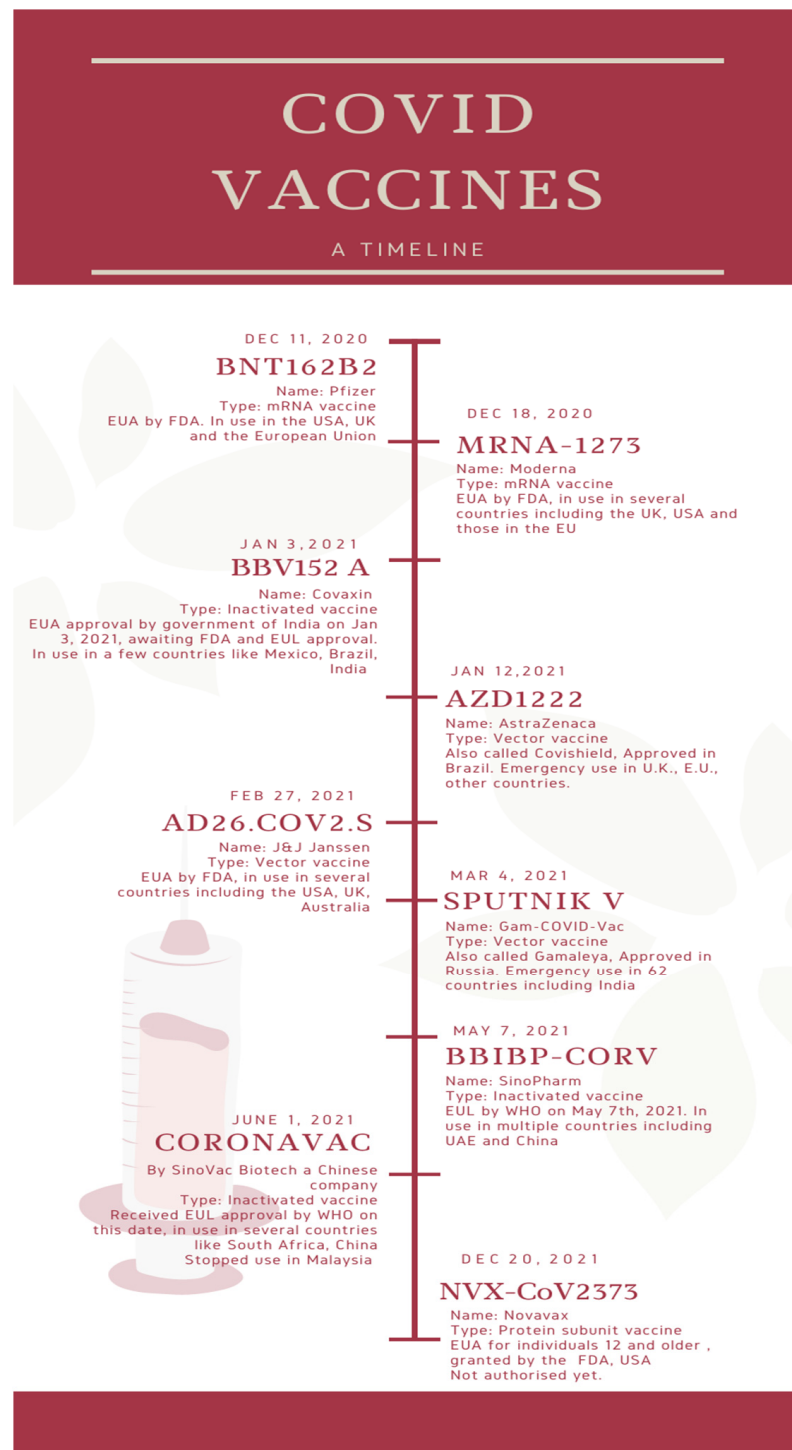 COVID
VACCINES
A TIMELINE
DEC 11, 2020
BNT162B2
Name: Pfizer
Type: mRNA vaccine
EUA by FDA. In use in the USA, UK
and the European Union
DEC 18, 2020
MRNA-1273
Name: Moderna
Type: mRNA vaccine
EUA by FDA, in use in several
countries including the UK, USA and
those in the EU
JAN 3,2021
BBV152 A
Name: Covaxin
Type: Inactivated vaccine
EUA approval by government of India on Jan
3, 2021, awaiting FDA and EUL approval.
In use in a few countries like Mexico, Brazil,
India
JAN 12,2021
AZD1222
Name: AstraZenaca
Type: Vector vaccine
Also called Covishield, Approved in
Brazil. Emergency use in U.K., E.U.,
other countries.
FEB 27, 2021
AD26.COV2.S
Name: J&J Janssen
Type: Vector vaccine
EUA by FDA, in use in several
countries including the USA, UK,
Australia
MAR 4, 2021
SPUTNIK V
Name: Gam-COVID-Vac
Type: Vector vaccine
Also called Gamaleya, Approved in
Russia. Emergency use in 62
countries including India
MAY 7, 2021
BBIBP-CORV
Name: SinoPharm
Type: Inactivated vaccine
EUL by WHO on May 7th, 2021. In
use in multiple countries including
UAE and China
JUNE 1, 2021
CORONAVAC
By SinoVac Biotech a Chinese
company
Type: Inactivated vaccine
Received EUL approval by WHO on
this date, in use in several countries
like South Africa, China
Stopped use in Malaysia
DEC 20, 2021
NVX-CoV2373
Name: Novavax
Type: Protein subunit vaccine
EUA for individuals 12 and older ,
granted by the FDA, USA
Not authorised yet.